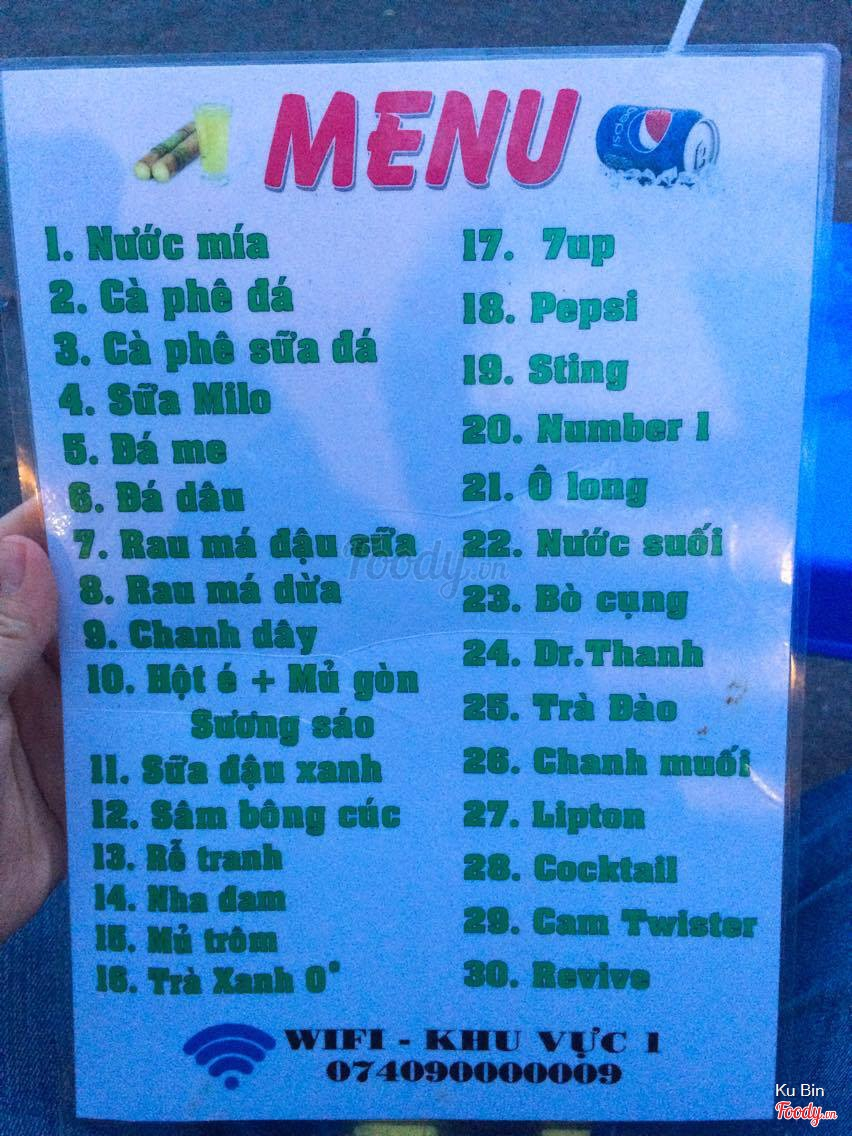 MENU
pepsi
1. Nước mía
2. Cà phê đá
3. Cà phê sữa đá
4. Sữa Milo
5. Đá me
6. Đá dâu
7. Rau má đậu sữa
8. Rau má dừa
9. Chanh dây
10. Hột é + Mủ gòn
Sương sáo
11. Sữa đậu xanh
12. Sâm bông cúc
13. Rễ tranh
14. Nha đam
15. Mủ trôm
16. Trà Xanh 0°
17. 7up
18. Pepsi
19. Sting
20. Number 1
21. Ô long
22. Nước suối
23. Bò cụng
24. Dr.Thanh
25. Trà Đào
26. Chanh muối
27. Lipton
28. Cocktail
29. Cam Twister
30. Revive
WIFI - KHU VỰC 1
074090000009
Foody.vn
Ku Bin
Foody.vn